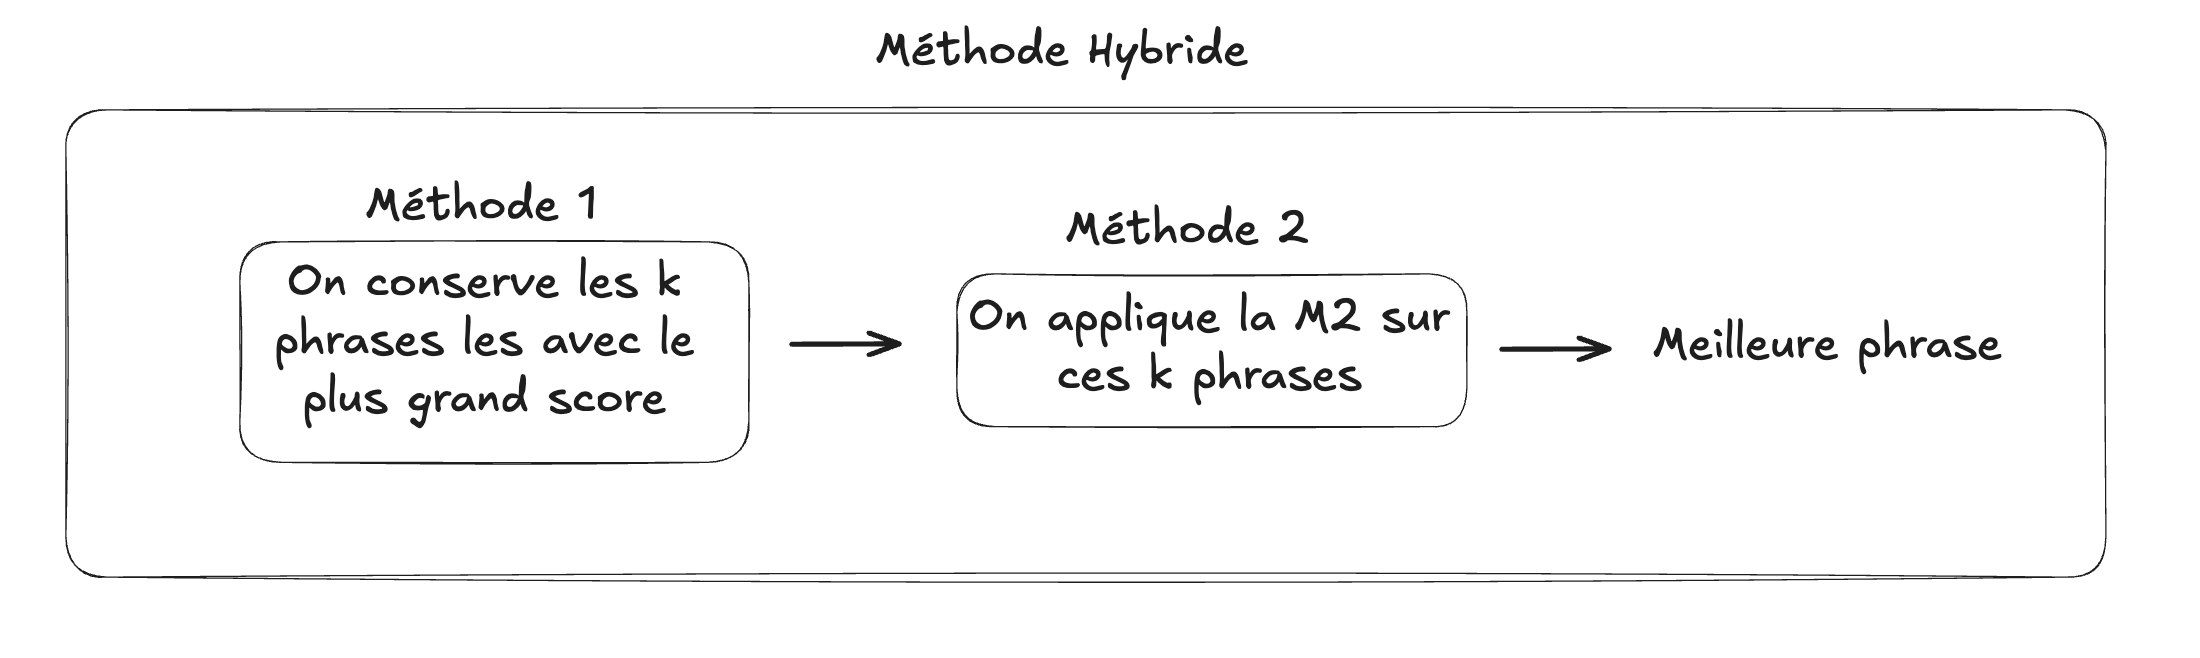 Méthode Hybride
Méthode 1
On conserve les k
phrases les avec le
plus grand score
Méthode 2
On applique la M2 sur
ces k phrases
Meilleure phrase